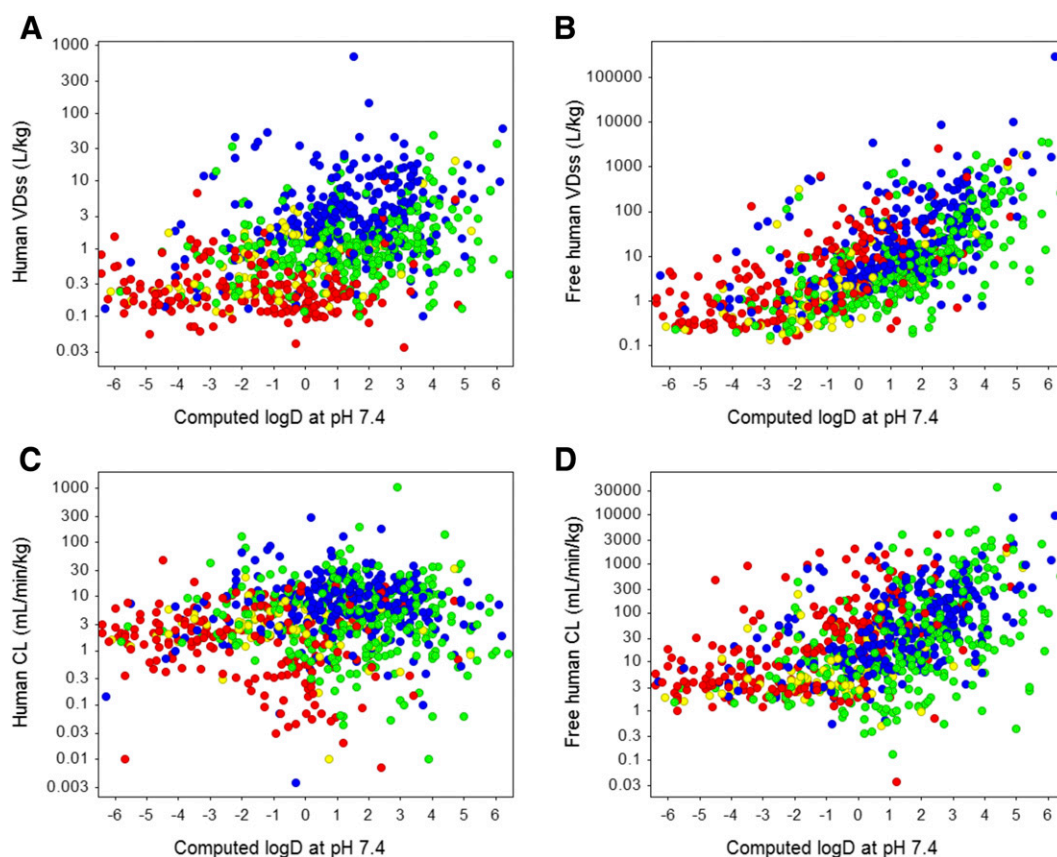 A
Human VDss (L/kg)
1000
300
100
30
10
3
1
0.3
0.1
0.03
-6 -5 -4 -3 -2 -1 0 1 2 3 4 5 6
Computed logD at pH 7.4
B
Free human VDss (L/kg)
100000
10000
1000
100
10
1
0.1
-6 -5 -4 -3 -2 -1 0 1 2 3 4 5 6
Computed logD at pH 7.4
C
Human CL (mL/min/kg)
1000
300
100
30
10
3
1
0.3
0.1
0.03
0.01
0.003
-6 -5 -4 -3 -2 -1 0 1 2 3 4 5 6
Computed logD at pH 7.4
D
Free human CL (mL/min/kg)
30000
10000
3000
1000
300
100
30
10
3
1
0.3
0.1
0.03
-6 -5 -4 -3 -2 -1 0 1 2 3 4 5 6
Computed logD at pH 7.4